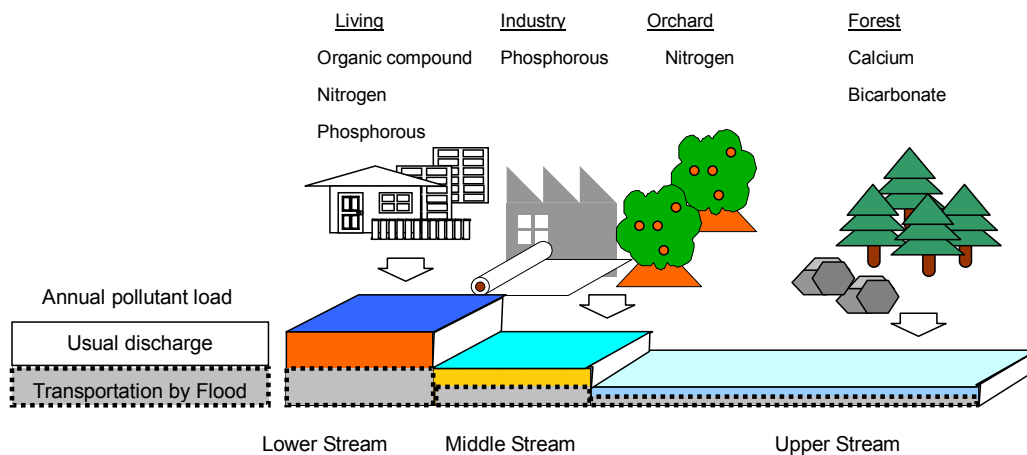 Living
Organic compound
Nitrogen
Phosphorous
Industry
Phosphorous
Orchard
Nitrogen
Forest
Calcium
Bicarbonate
Annual pollutant load
Usual discharge
Transportation by Flood
Lower Stream
Middle Stream
Upper Stream